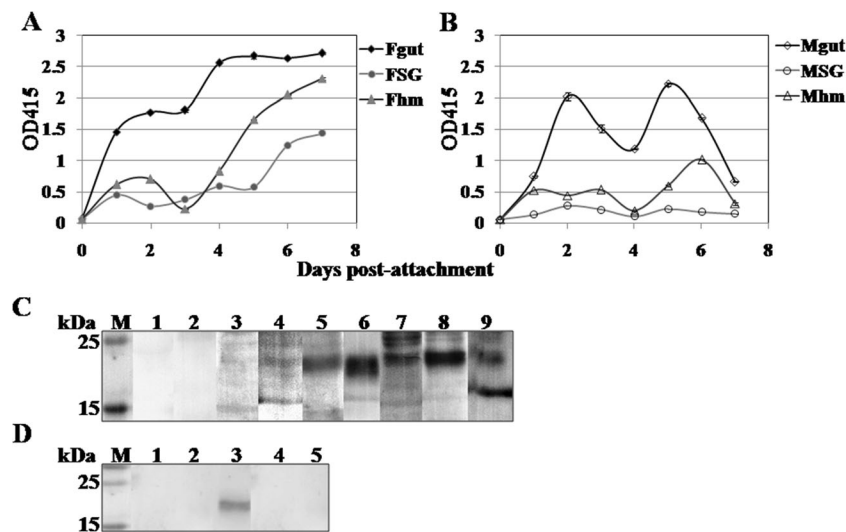 A
B
3
2.5
2
1.5
1
0.5
0
OD415
0 2 4 6 8
Fgut
FSG
Fhm
3
2.5
2
1.5
1
0.5
0
OD415
0 2 4 6 8
Mgut
MSG
Mhm
Days post-attachment
C
kDa M 1 2 3 4 5 6 7 8 9
25
15
D
kDa M 1 2 3 4 5
25
15